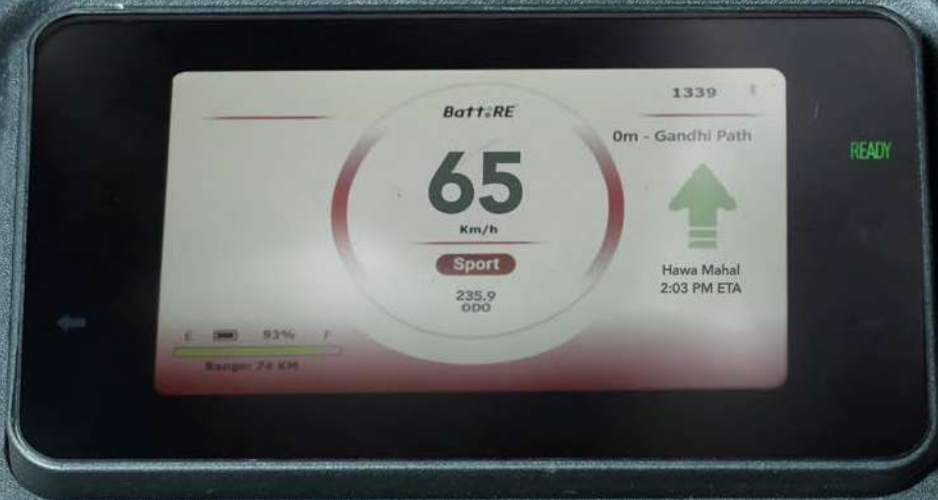 BattRE
1339
0m - Gandhi Path
READY
65
Km/h
Sport
235.9
ODO
Hawa Mahal
2:03 PM ETA
E 93% F
Range: 74 KM